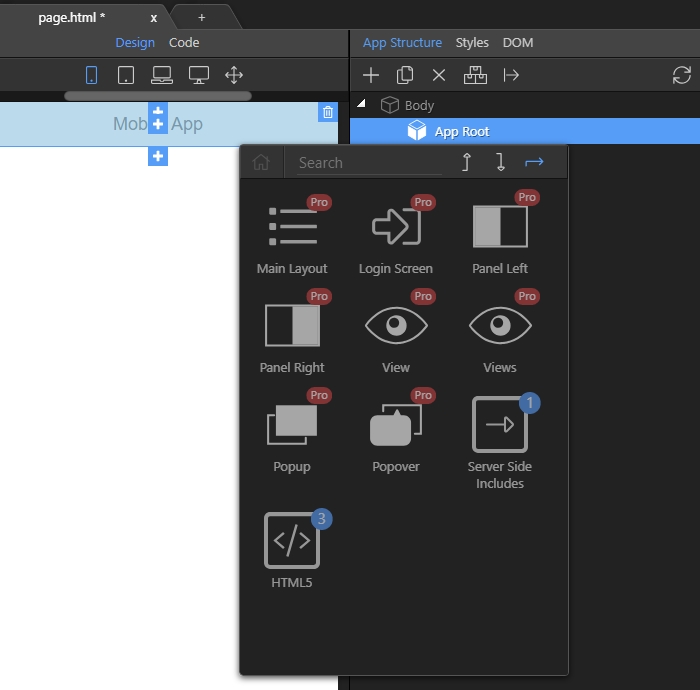 page.html * x +
Design Code
App Structure Styles DOM
Body
Mob App
App Root
Search
Pro Pro Pro
Main Layout Login Screen Panel Left
Pro Pro Pro
Panel Right View Views
Pro Pro 1
Popup Popover Server Side
Includes
3
HTML5